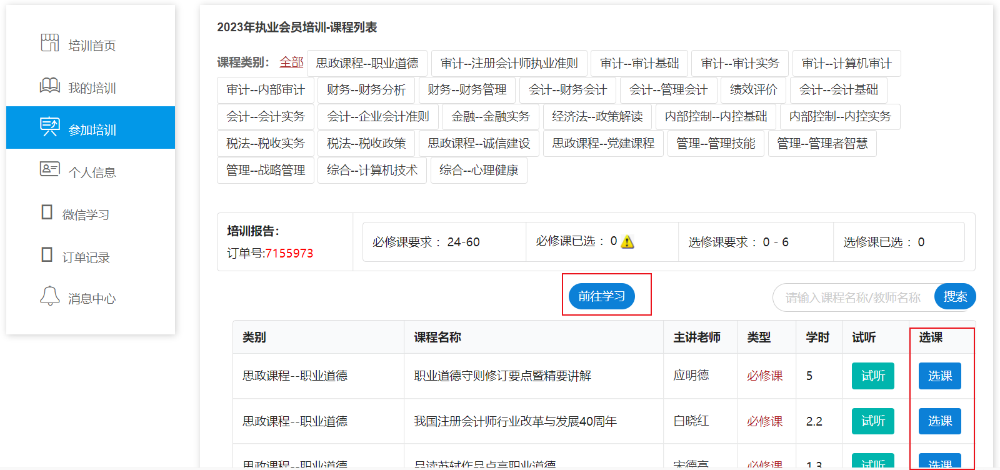 培训首页
我的培训
参加培训
个人信息
微信学习
订单记录
消息中心
2023年执业会员培训-课程列表
课程类别： 全部 思政课程--职业道德 审计--注册会计师执业准则 审计--审计基础 审计--审计实务 审计--计算机审计
审计--内部审计 财务--财务分析 财务--财务管理 会计--财务会计 会计--管理会计 绩效评价 会计--会计基础
会计--会计实务 会计--企业会计准则 金融--金融实务 经济法--政策解读 内部控制--内控基础 内部控制--内控实务
税法--税收实务 税法--税收政策 思政课程--诚信建设 思政课程--党建课程 管理--管理技能 管理--管理者智慧
管理--战略管理 综合--计算机技术 综合--心理健康
培训报告：
订单号:7155973
必修课要求 ：24-60 必修课已选 ：0 选修课要求 ：0 - 6 选修课已选 ：0
前往学习
请输入课程名称/教师名称 搜索
类别 课程名称 主讲老师 类型 学时 试听 选课
思政课程--职业道德 职业道德守则修订要点暨精要讲解 应明德 必修课 5 试听 选课
思政课程--职业道德 我国注册会计师行业改革与发展40周年 白晓红 必修课 2.2 试听 选课
思政课程--职业道德 品读苏轼作品点亮职业道德 宋德亮 必修课 1.3 试听 选课